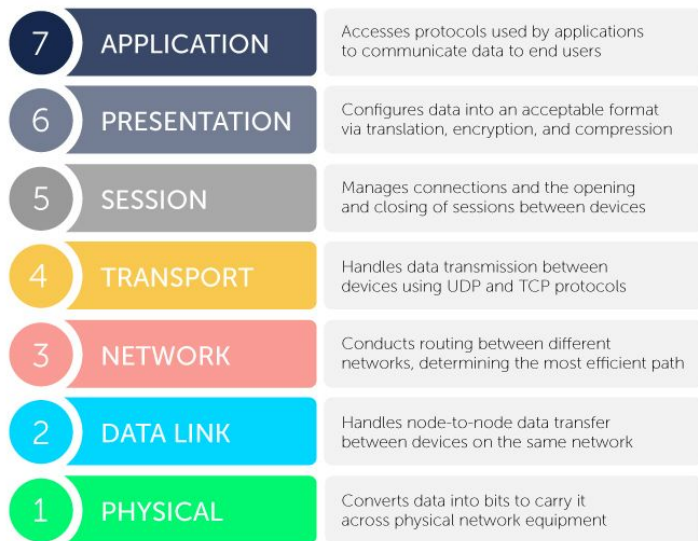 7
APPLICATION
Accesses protocols used by applications
to communicate data to end users
6
PRESENTATION
Configures data into an acceptable format
via translation, encryption, and compression
5
SESSION
Manages connections and the opening
and closing of sessions between devices
4
TRANSPORT
Handles data transmission between
devices using UDP and TCP protocols
3
NETWORK
Conducts routing between different
networks, determining the most efficient path
2
DATA LINK
Handles node-to-node data transfer
between devices on the same network
1
PHYSICAL
Converts data into bits to carry it
across physical network equipment